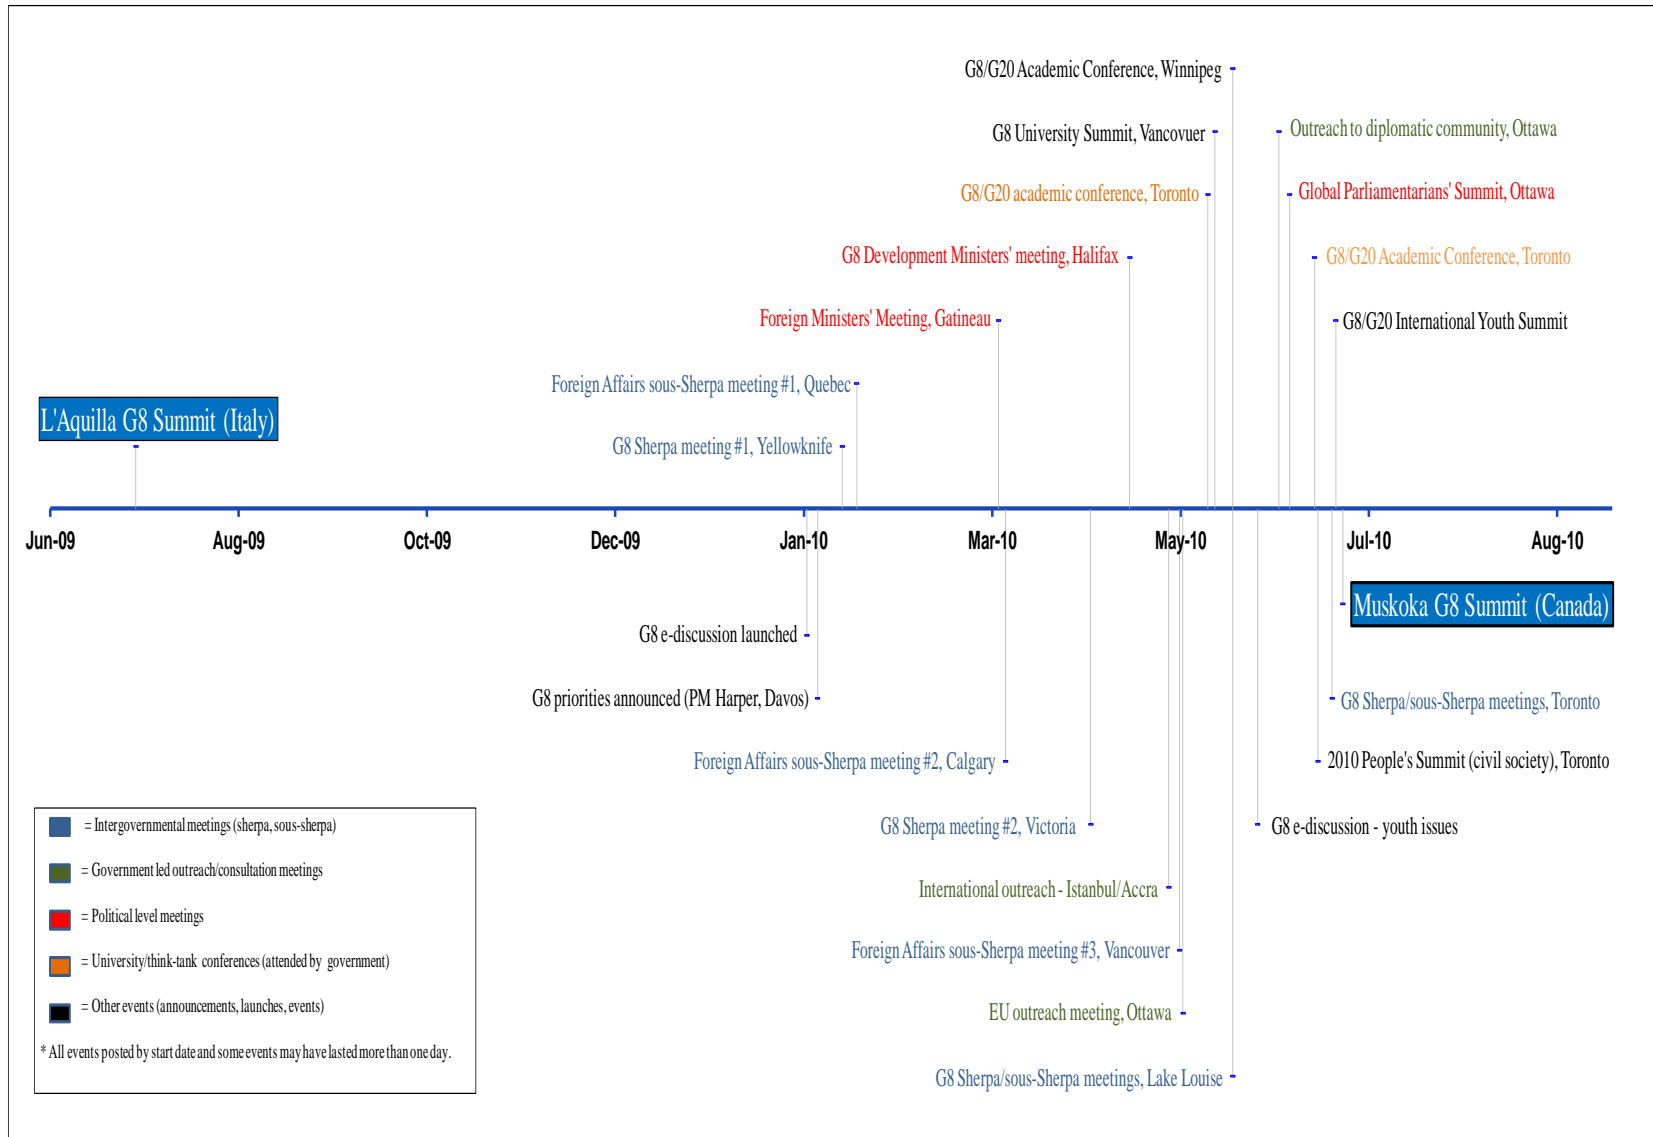 G8/G20 Academic Conference, Winnipeg
G8 University Summit, Vancovuer
Outreach to diplomatic community, Ottawa
G8/G20 academic conference, Toronto
Global Parliamentarians' Summit, Ottawa
G8 Development Ministers' meeting, Halifax
G8/G20 Academic Conference, Toronto
Foreign Ministers' Meeting, Gatineau
G8/G20 International Youth Summit
Foreign Affairs sous-Sherpa meeting #1, Quebec
L'Aquilla G8 Summit (Italy)
G8 Sherpa meeting #1, Yellowknife
Jun-09
Aug-09
Oct-09
Dec-09
Jan-10
Mar-10
May-10
Jul-10
Aug-10
Muskoka G8 Summit (Canada)
G8 e-discussion launched
G8 priorities announced (PM Harper, Davos)
G8 Sherpa/sous-Sherpa meetings, Toronto
Foreign Affairs sous-Sherpa meeting #2, Calgary
2010 People's Summit (civil society), Toronto
G8 Sherpa meeting #2, Victoria
G8 e-discussion - youth issues
International outreach - Istanbul/Accra
Foreign Affairs sous-Sherpa meeting #3, Vancouver
EU outreach meeting, Ottawa
G8 Sherpa/sous-Sherpa meetings, Lake Louise
= Intergovernmental meetings (sherpa, sous-sherpa)
= Government led outreach/consultation meetings
= Political level meetings
= University/think-tank conferences (attended by government)
= Other events (announcements, launches, events)
* All events posted by start date and some events may have lasted more than one day.